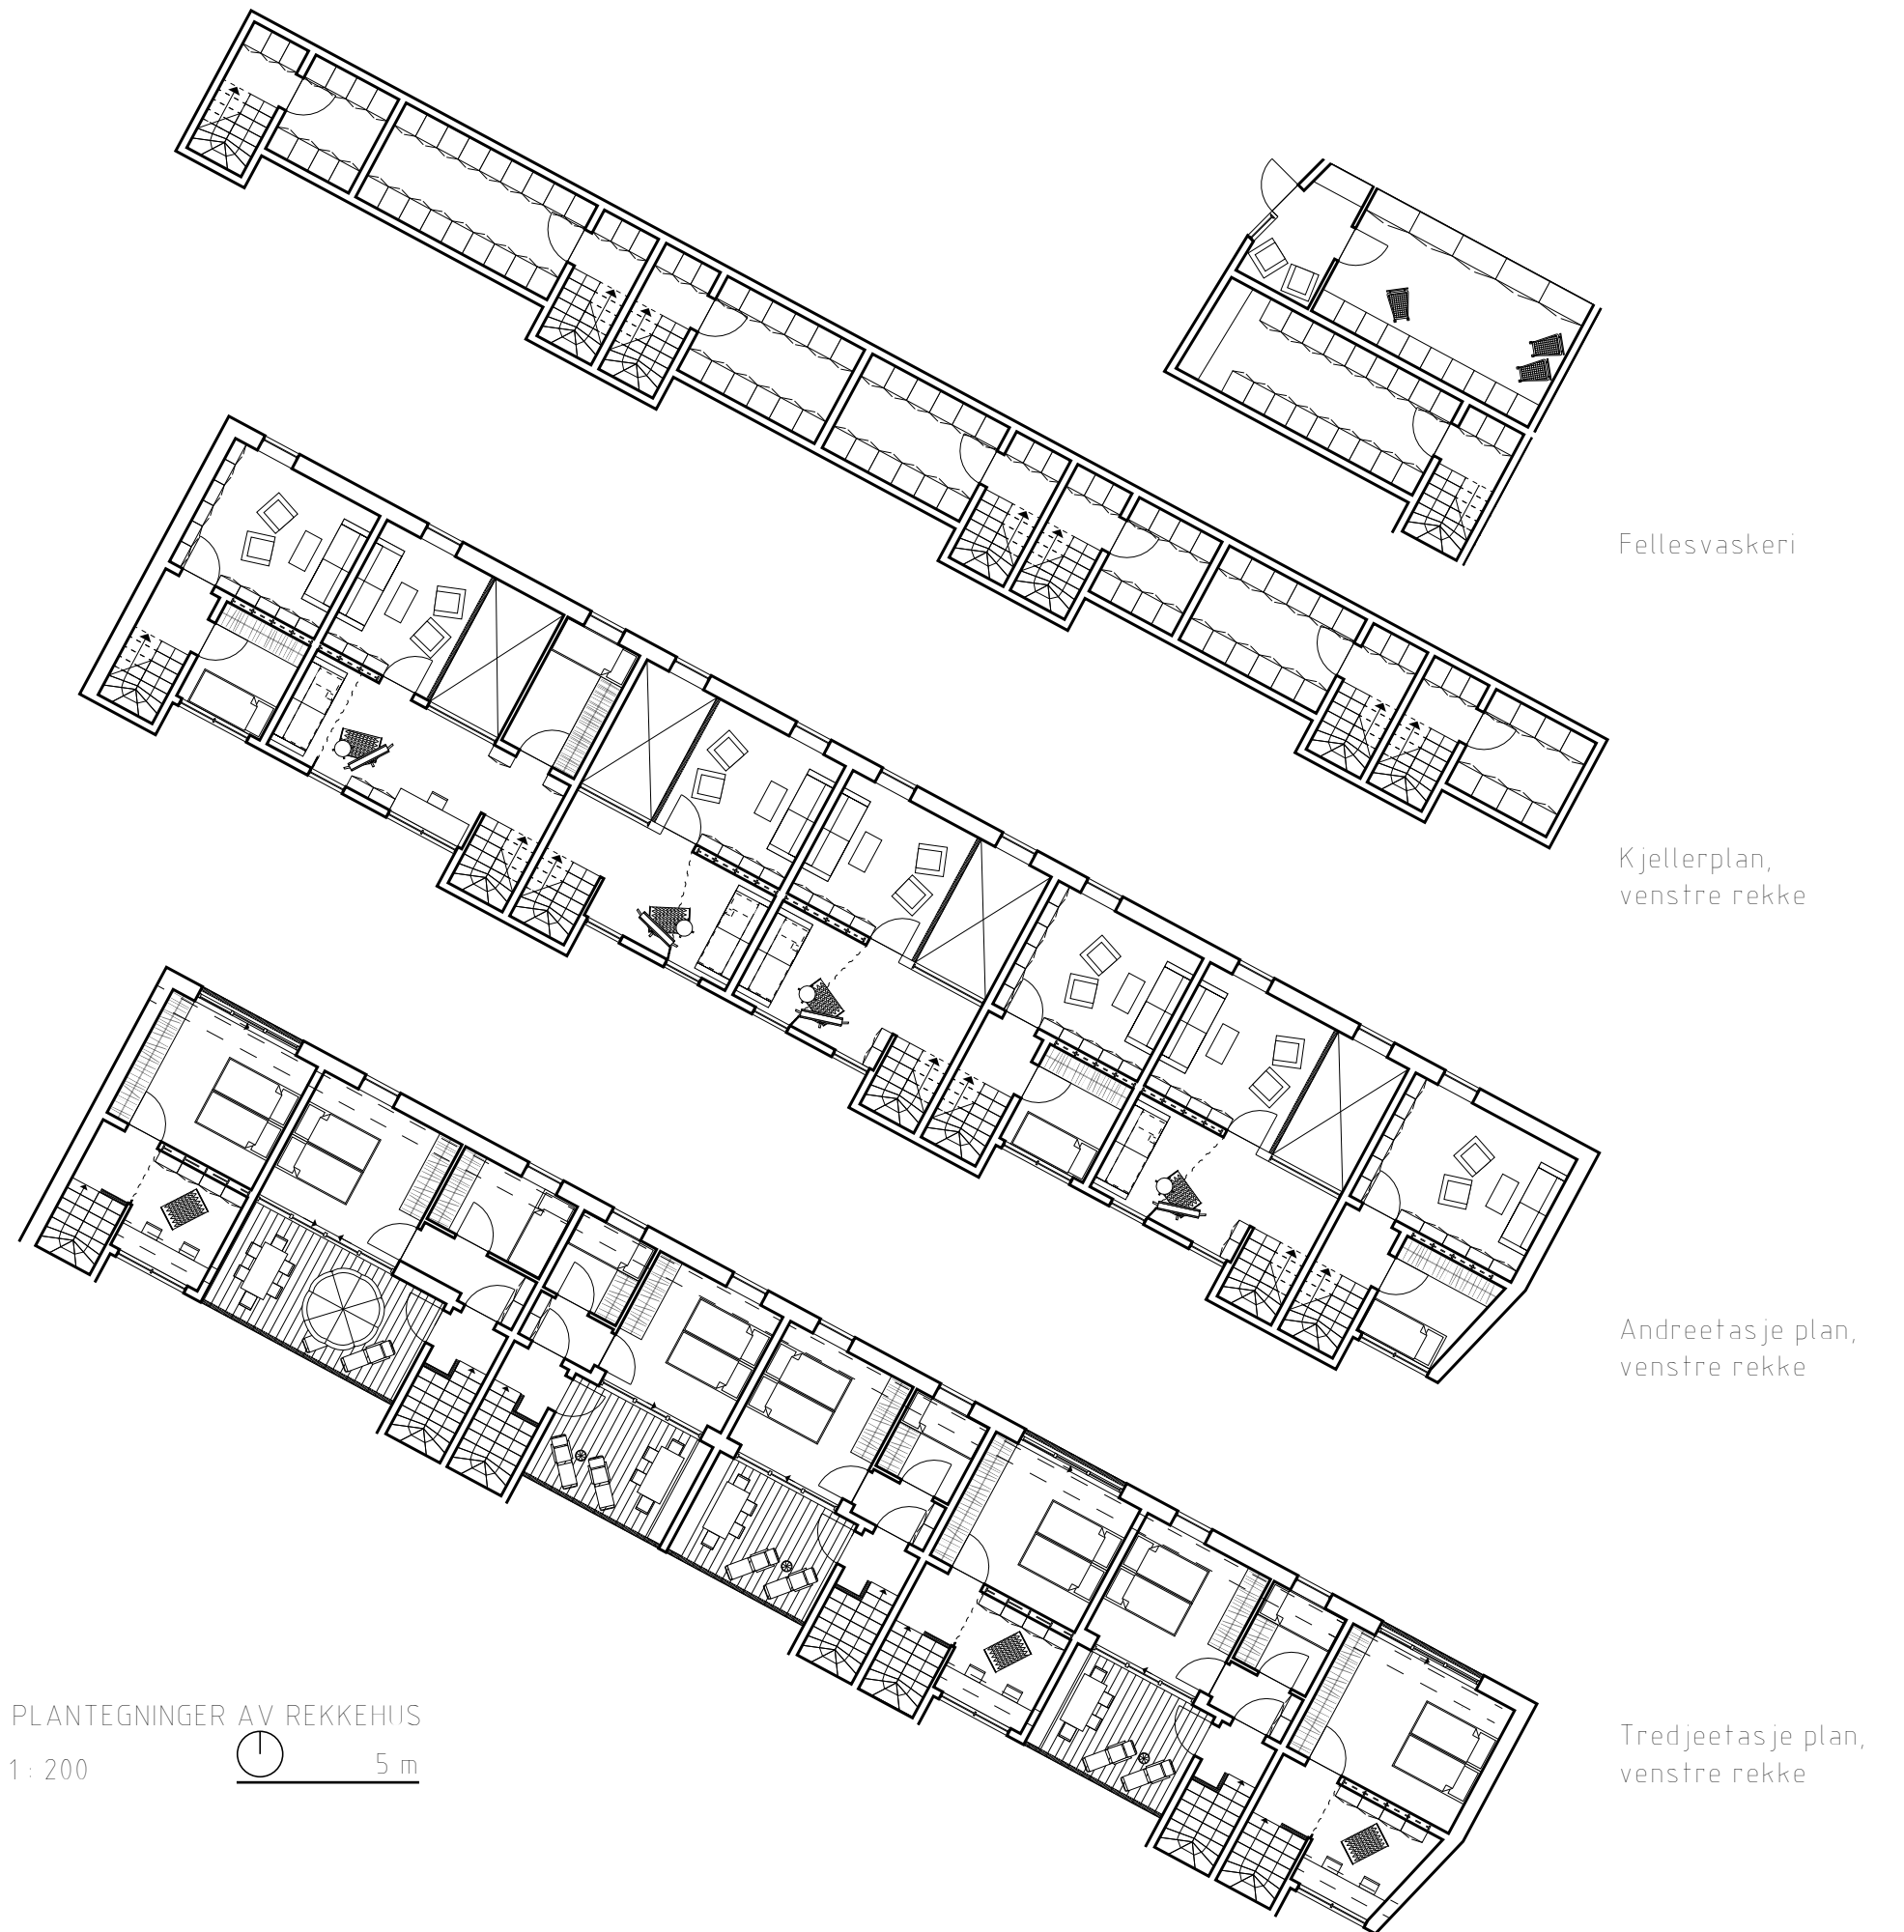 Fellesvaskeri
Kjellerplan,
venstre rekke
Andreetasje plan,
venstre rekke
PLANTEGNINGER AV REKKEHUS
1 : 200
5 m
Tredjeetasje plan,
venstre rekke